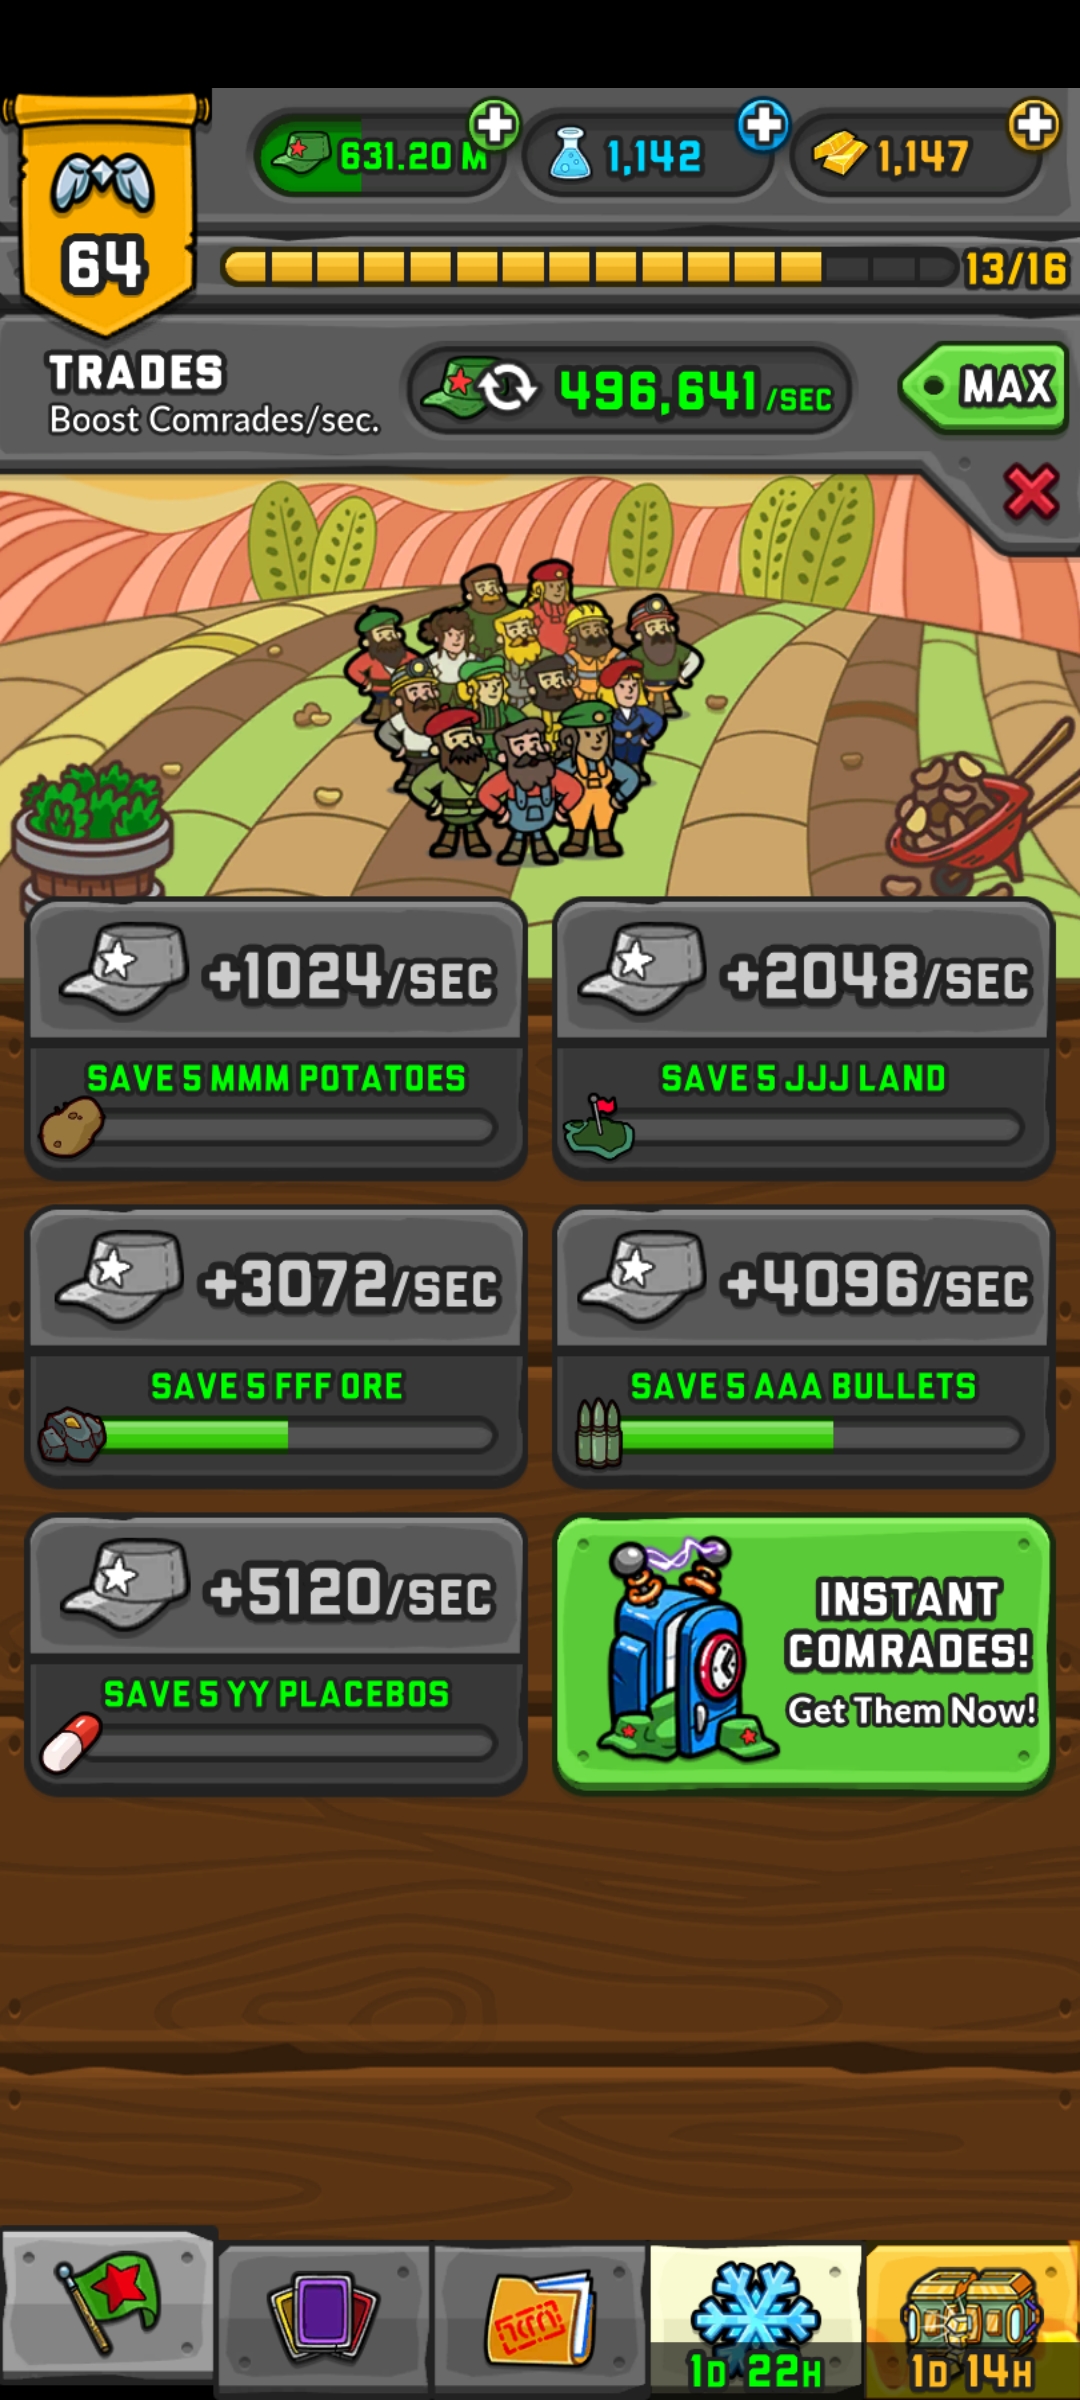 631.20 M
1,142
1,147
64
13/16
TRADES
Boost Comrades/sec.
496,641/SEC
MAX
+1024/SEC
+2048/SEC
SAVE 5 MMM POTATOES
SAVE 5 JJJ LAND
+3072/SEC
+4096/SEC
SAVE 5 FFF ORE
SAVE 5 AAA BULLETS
+5120/SEC
SAVE 5 YY PLACEBOS
INSTANT
COMRADES!
Get Them Now!
1D 22H
1D 14H